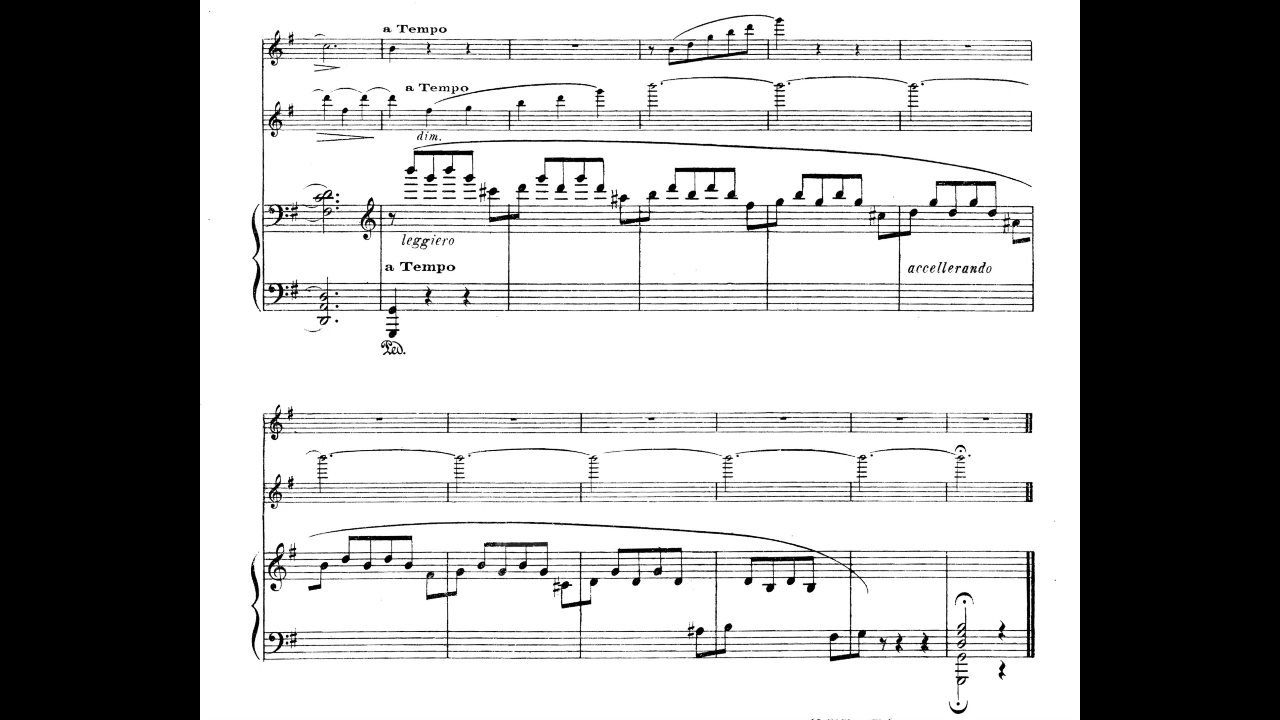 a Tempo
a Tempo
dim.
leggiero
a Tempo
accellerando
Ped.